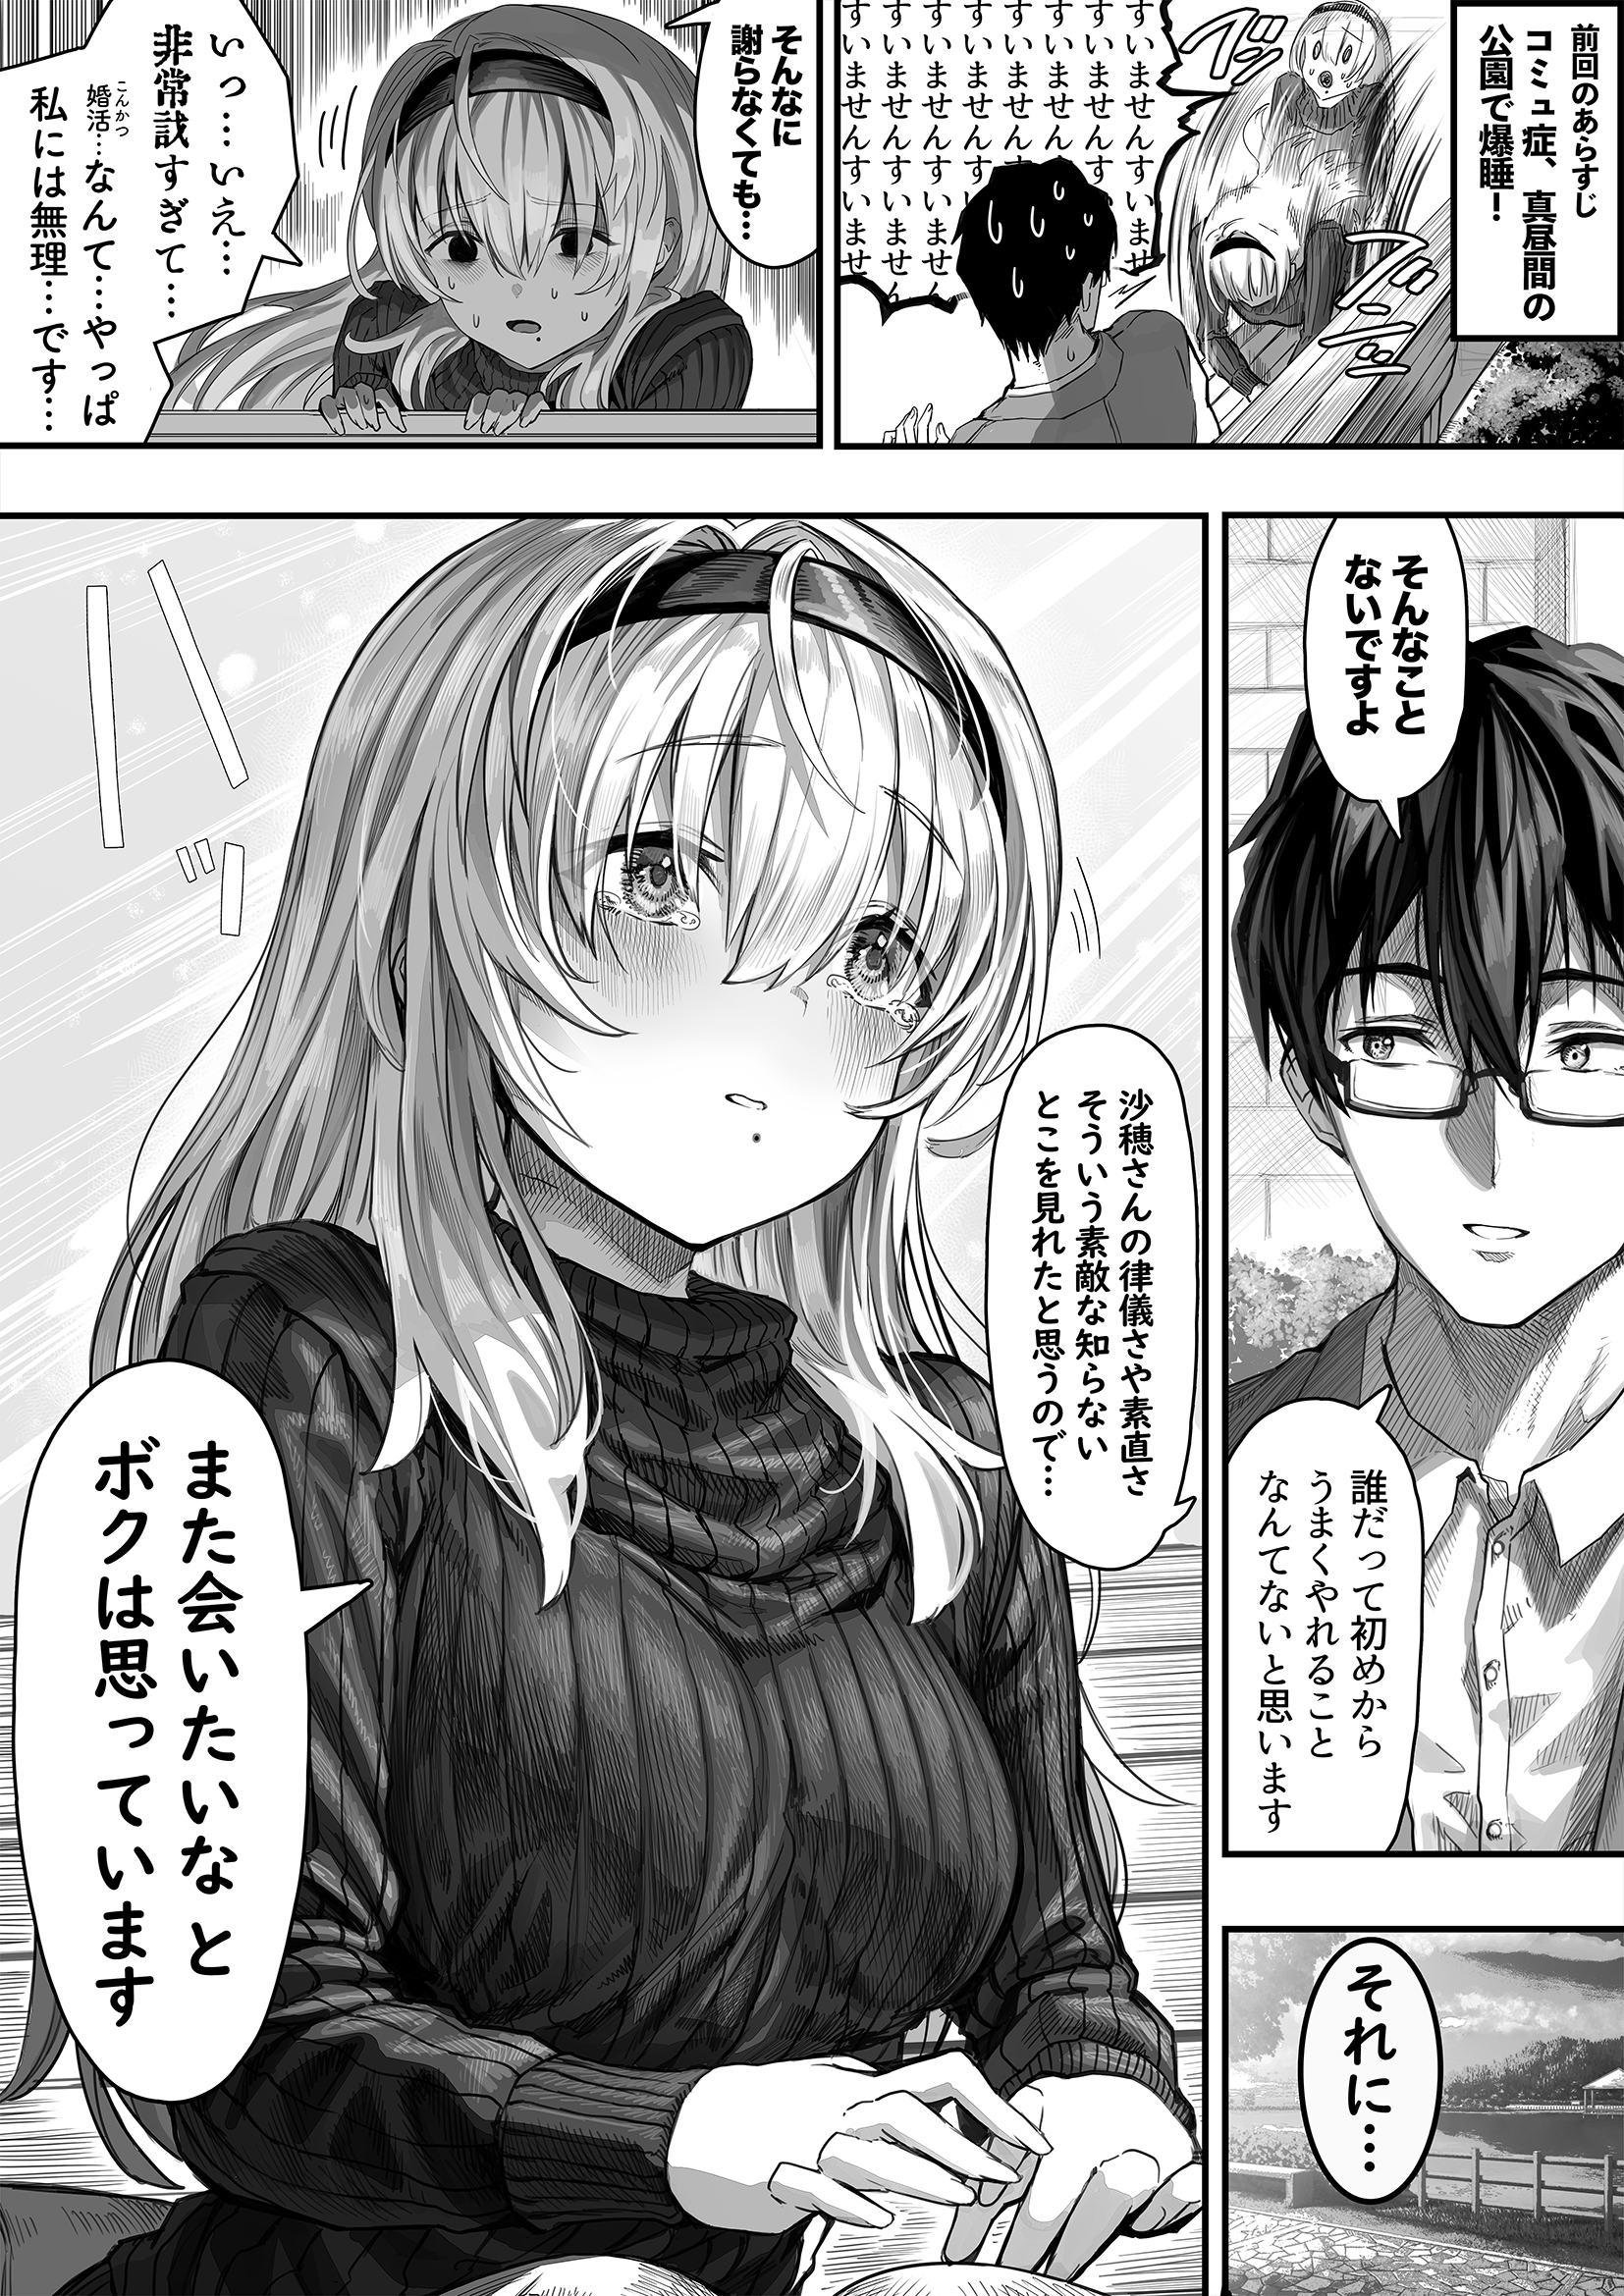 前回のあらすじ
コミュ症、真昼間の
公園で爆睡！
ブンッ
ブンッ
ブンッ
すいませんすいませ
すいませんすいません
すいませんすいません
すいませんすいません
すいませんすいません
すいませんすいません
すいませんすいません
すいませんすいませ
そんなに
謝らなくても…
いっ…いえ…
非常識すぎて…
婚活…なんて…やっぱ
こんかつ
私には無理…です…
そんなこと
ないですよ
誰だって初めから
うまくやれること
なんてないと思います
それに…
沙穂さんの律儀さや素直さ
そういう素敵な知らない
とこを見れたと思うので…
また会いたいなと
ボクは思っています